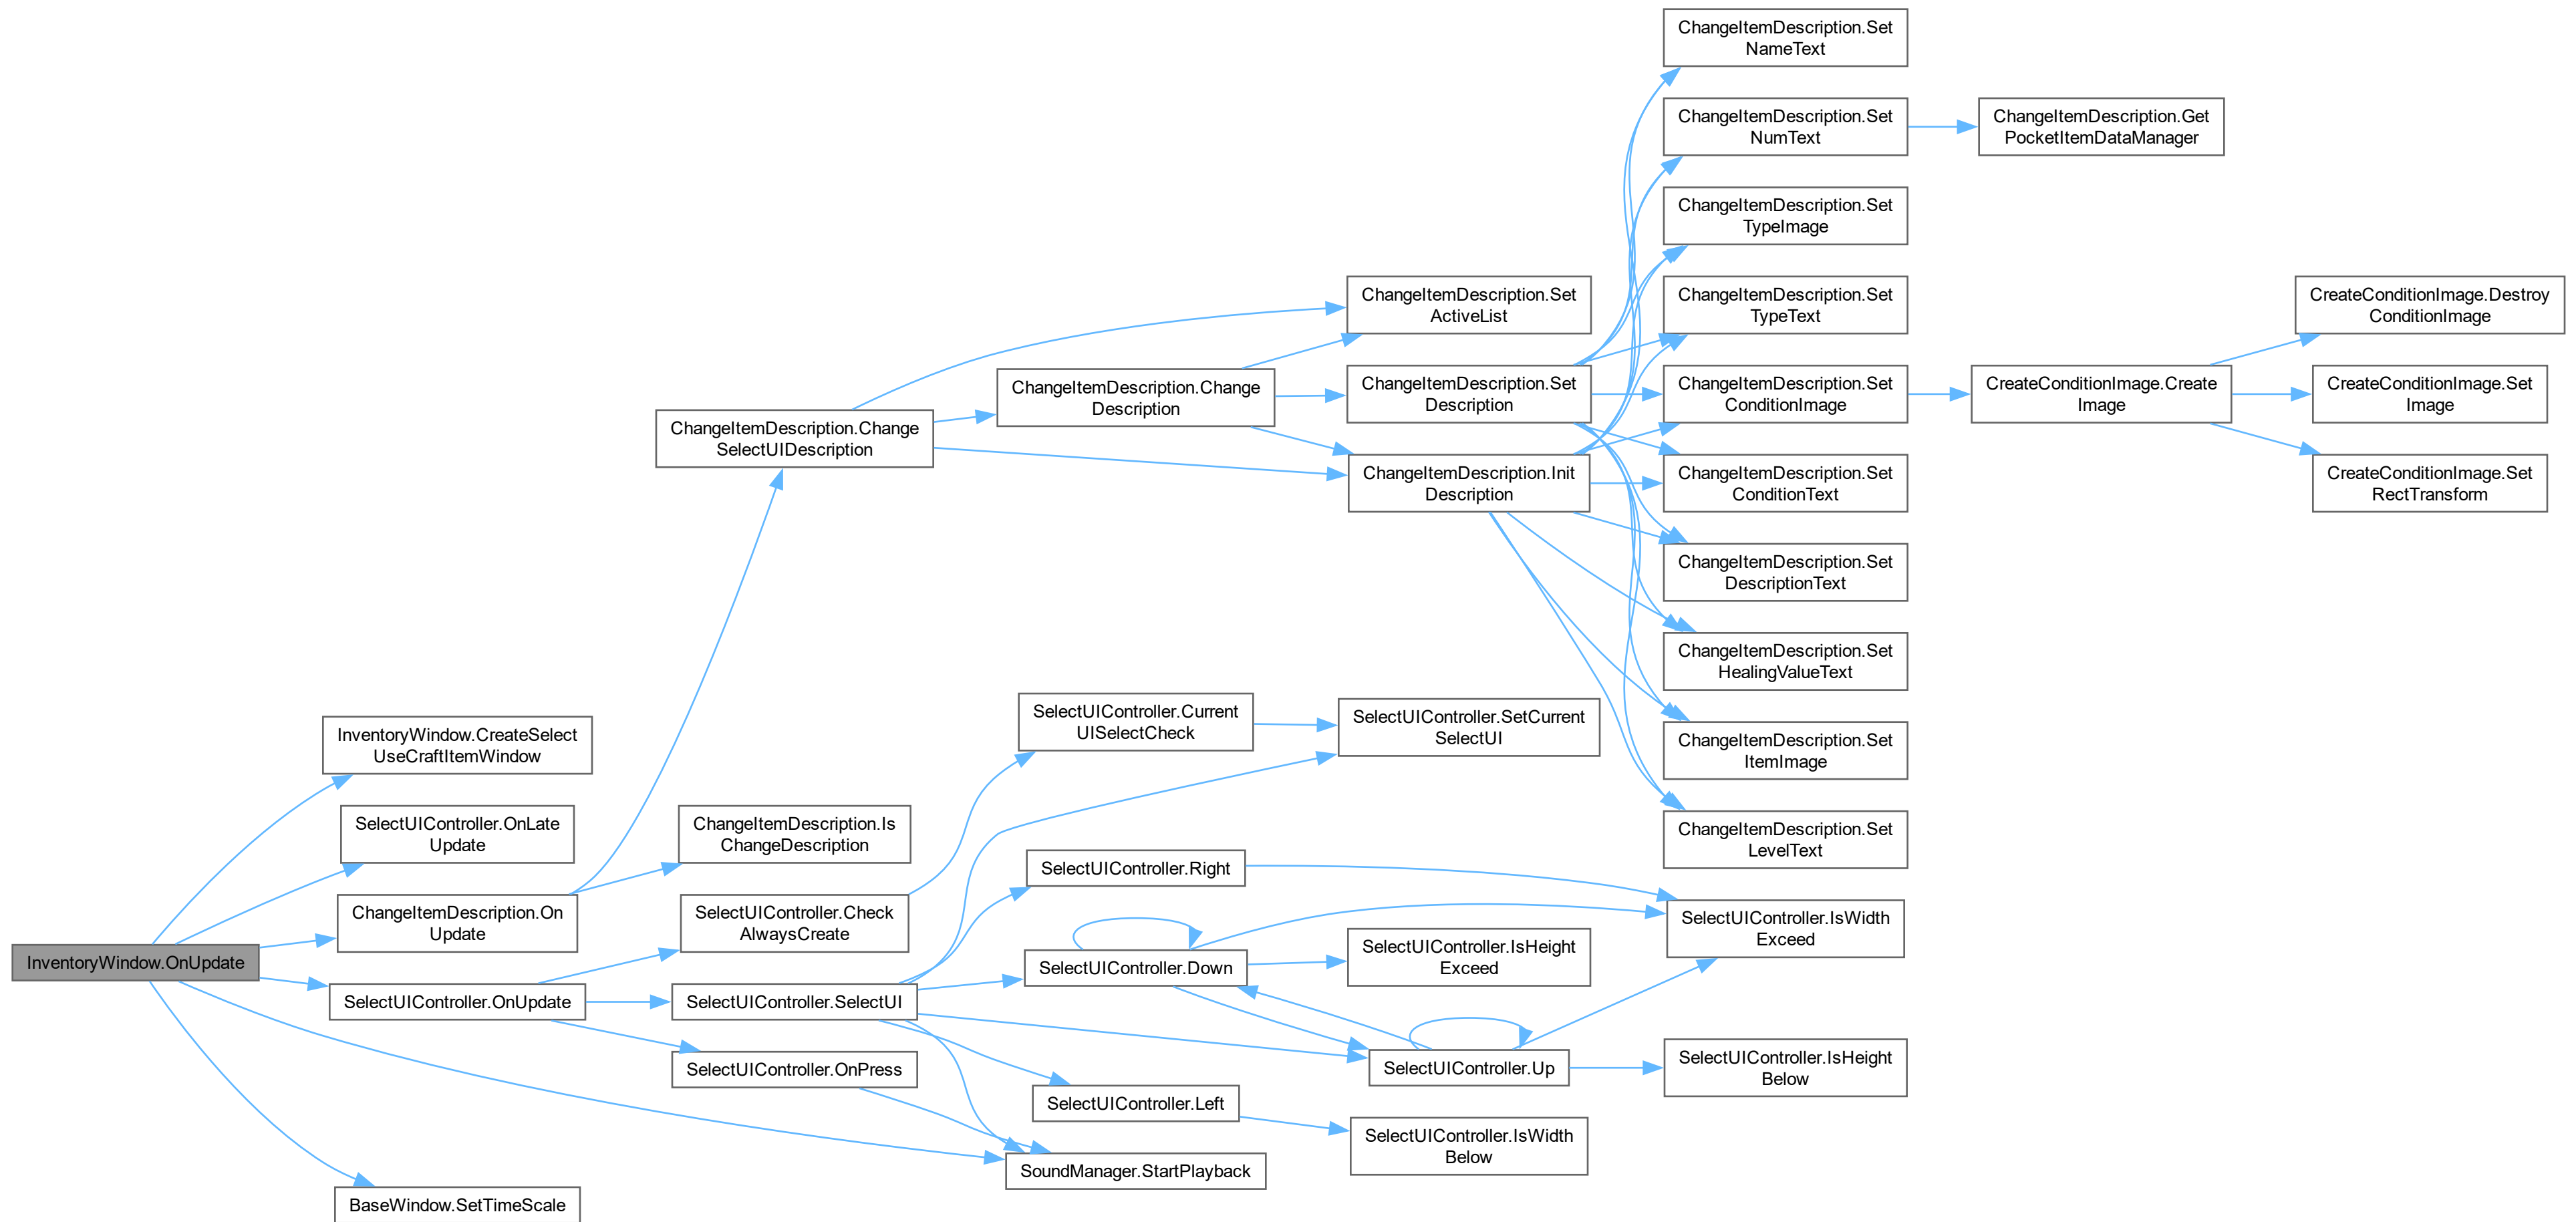 ChangeItemDescription.Set
NameText
ChangeItemDescription.Set
NumText
ChangeItemDescription.Get
PocketItemDataManager
ChangeItemDescription.Set
TypeImage
ChangeItemDescription.Set
ActiveList
ChangeItemDescription.Set
TypeText
CreateConditionImage.Destroy
ConditionImage
ChangeItemDescription.Change
SelectUIDescription
ChangeItemDescription.Change
Description
ChangeItemDescription.Set
Description
ChangeItemDescription.Set
ConditionImage
CreateConditionImage.Create
Image
CreateConditionImage.Set
Image
ChangeItemDescription.Init
Description
ChangeItemDescription.Set
ConditionText
CreateConditionImage.Set
RectTransform
ChangeItemDescription.Set
DescriptionText
ChangeItemDescription.Set
HealingValueText
InventoryWindow.CreateSelect
UseCraftItemWindow
SelectUIController.Current
UISelectCheck
SelectUIController.SetCurrent
SelectUI
ChangeItemDescription.Set
ItemImage
SelectUIController.OnLate
Update
ChangeItemDescription.Is
ChangeDescription
ChangeItemDescription.Set
LevelText
SelectUIController.Right
ChangeItemDescription.On
Update
SelectUIController.Check
AlwaysCreate
SelectUIController.IsWidth
Exceed
InventoryWindow.OnUpdate
SelectUIController.Down
SelectUIController.IsHeight
Exceed
SelectUIController.OnUpdate
SelectUIController.SelectUI
SelectUIController.OnPress
SelectUIController.Up
SelectUIController.IsHeight
Below
SelectUIController.Left
SelectUIController.IsWidth
Below
SoundManager.StartPlayback
BaseWindow.SetTimeScale